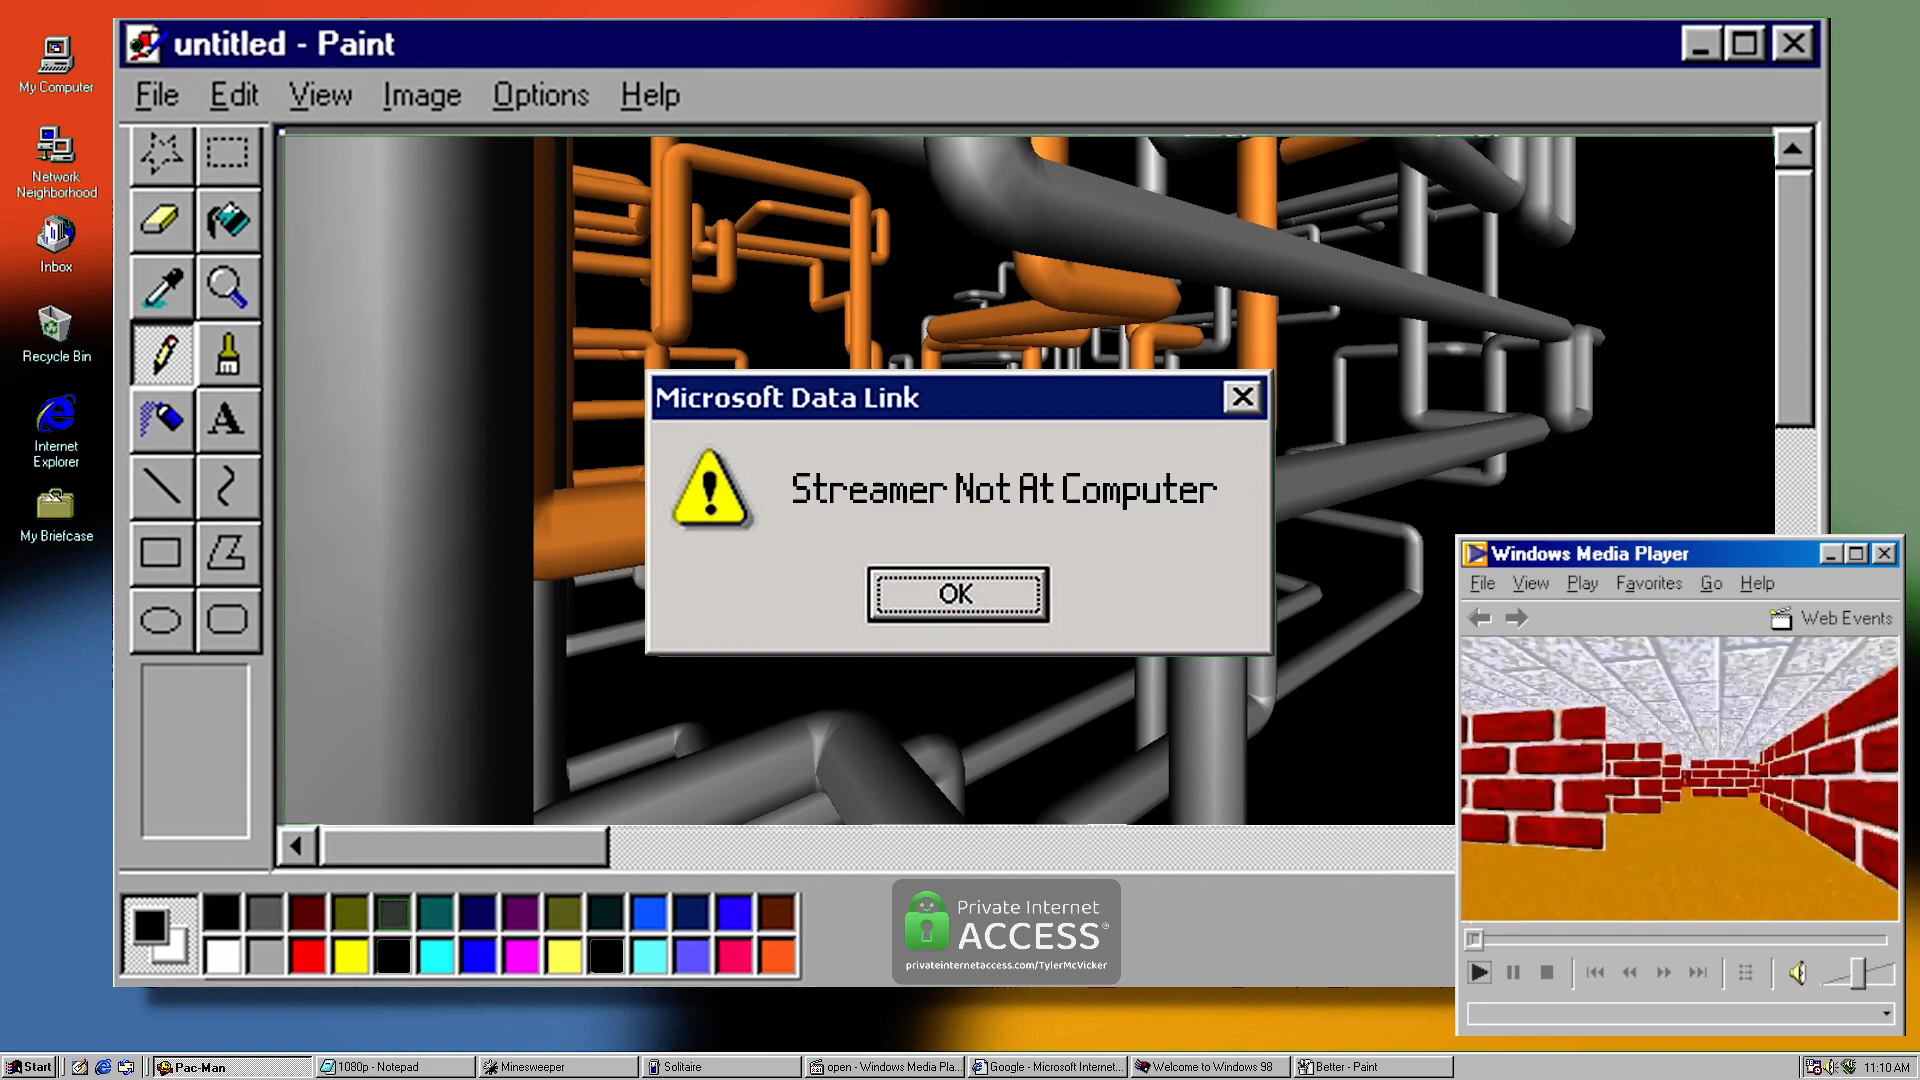 My Computer
Network
Neighborhood
Inbox
Recycle Bin
Internet
Explorer
My Briefcase
untitled - Paint
File Edit View Image Options Help
A
Microsoft Data Link
Streamer Not At Computer
OK
Windows Media Player
File View Play Favorites Go Help
Web Events
Private Internet
ACCESS®
privateinternetaccess.com/TylerMcVicker
Start
Pac-Man
1080p - Notepad
Minesweeper
Solitaire
open - Windows Media Pla...
Google - Microsoft Internet...
Welcome to Windows 98
Better - Paint
11:10 AM